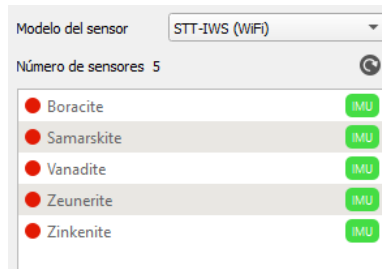 Modelo del sensor STT-IWS (WiFi)
Número de sensores 5
Boracite IMU
Samarskite IMU
Vanadite IMU
Zeunerite IMU
Zinkenite IMU